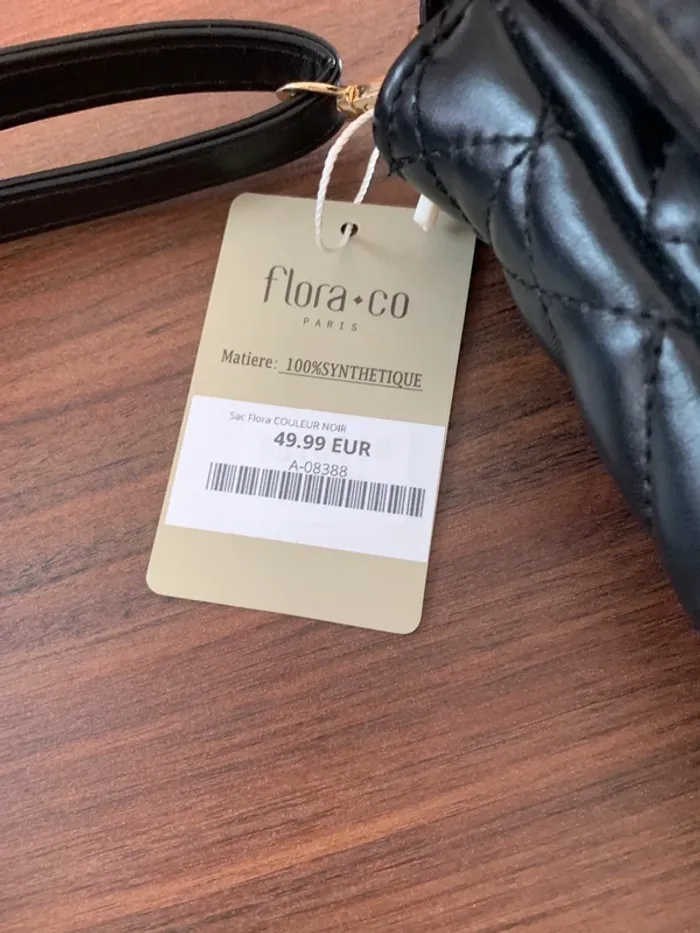 flora•co
PARIS
Matiere: 100%SYNTHETIQUE
Sac Flora COULEUR NOIR
49.99 EUR
A-08388